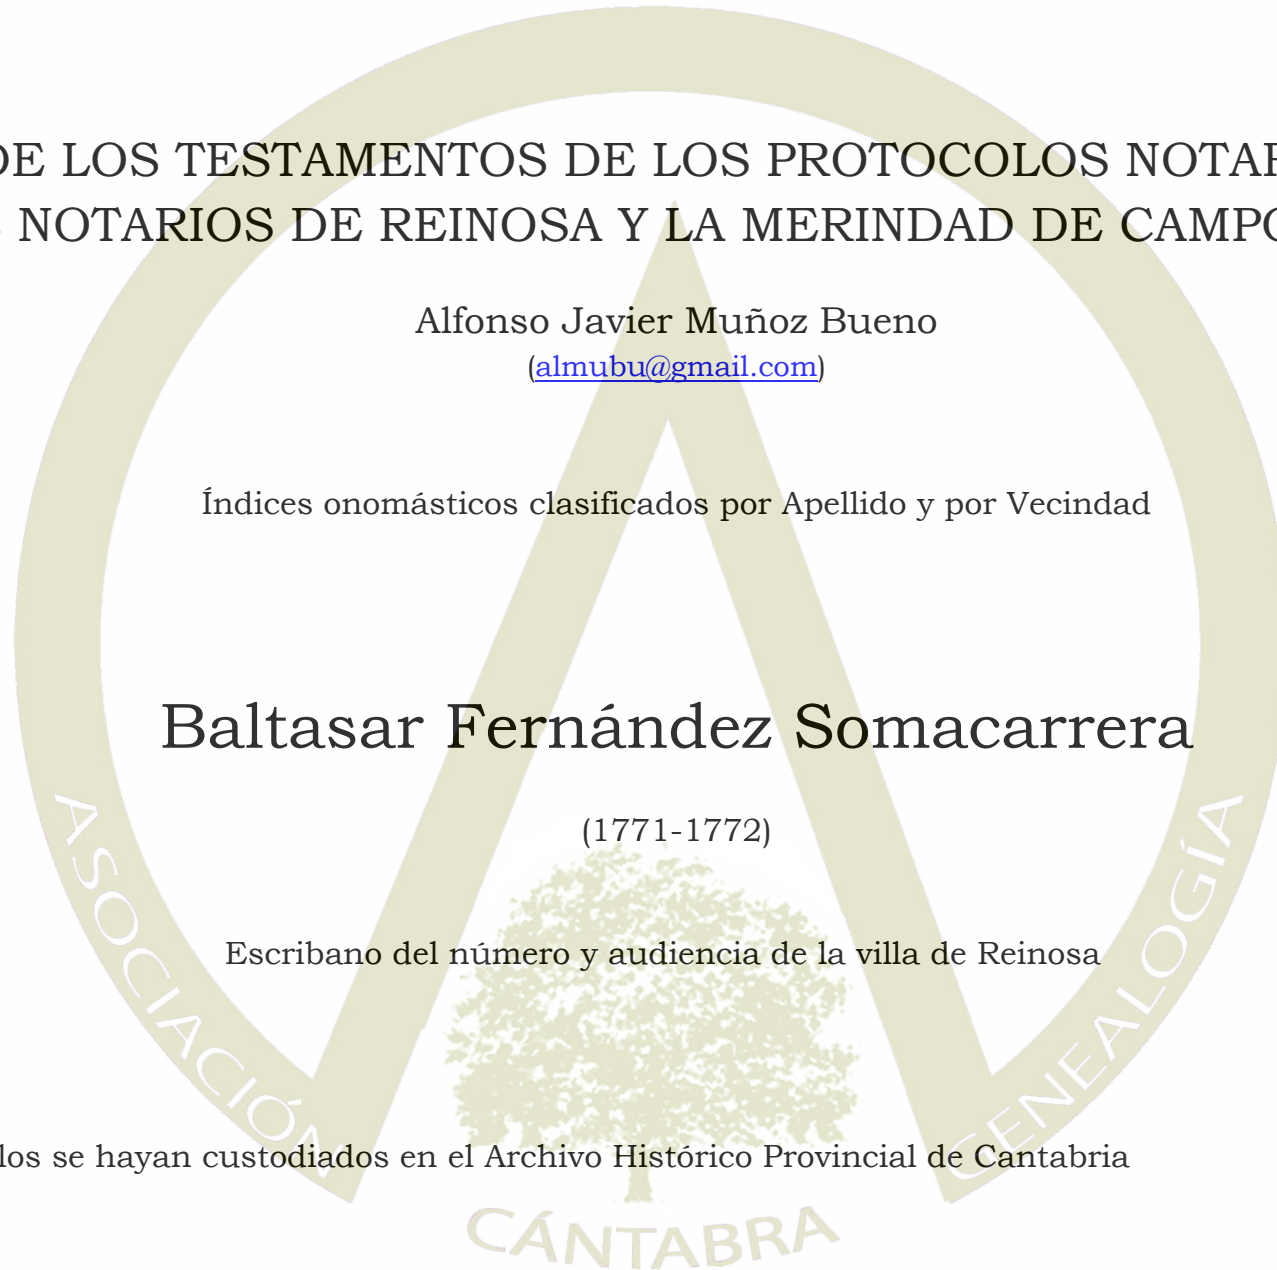 DE LOS TESTAMENTOS DE LOS PROTOCOLOS NOTAR
NOTARIOS DE REINOSA Y LA MERINDAD DE CAMPO
Alfonso Javier Muñoz Bueno
(almubu@gmail.com)
Índices onomásticos clasificados por Apellido y por Vecindad
Baltasar Fernández Somacarrera
(1771-1772)
Escribano del número y audiencia de la villa de Reinosa
los se hayan custodiados en el Archivo Histórico Provincial de Cantabria
ASOCIACIÓN
CÁNTABRA
GENEALOGÍA